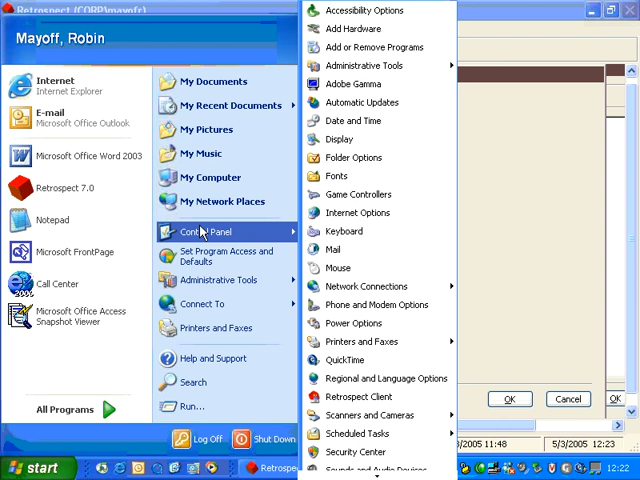 Retrospect (CORP\mayofr)
Mayoff, Robin
Internet
Internet Explorer
E-mail
Microsoft Office Outlook
Microsoft Office Word 2003
Retrospect 7.0
Notepad
Microsoft FrontPage
Call Center
Microsoft Office Access
Snapshot Viewer
All Programs
My Documents
My Recent Documents
My Pictures
My Music
My Computer
My Network Places
Control Panel
Set Program Access and
Defaults
Administrative Tools
Connect To
Printers and Faxes
Help and Support
Search
Run...
Log Off
Shut Down
Accessibility Options
Add Hardware
Add or Remove Programs
Administrative Tools
Adobe Gamma
Automatic Updates
Date and Time
Display
Folder Options
Fonts
Game Controllers
Internet Options
Keyboard
Mail
Mouse
Network Connections
Phone and Modem Options
Power Options
Printers and Faxes
QuickTime
Regional and Language Options
Retrospect Client
Scanners and Cameras
Scheduled Tasks
Security Center
Sounds and Audio Devices
OK
Cancel
OK
/2005 11:48
5/3/2005 12:23
start
Retrospe
12:22